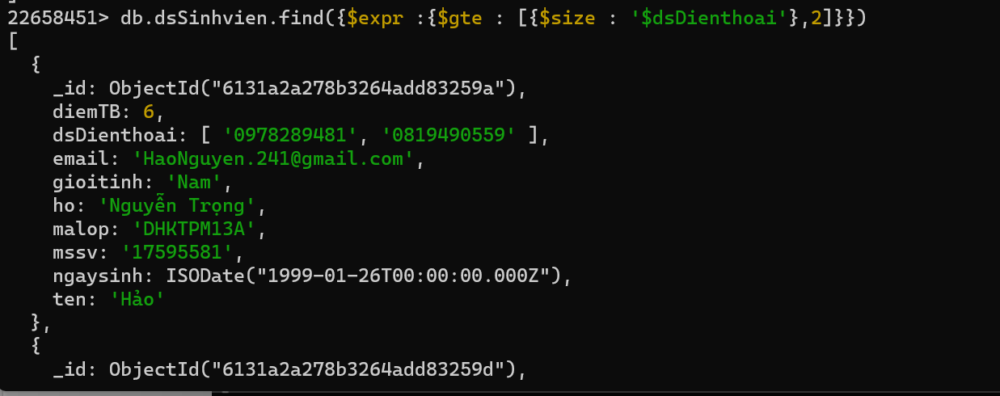 22658451> db.dsSinhvien.find({$expr :{$gte : [{$size : '$dsDienthoai'},2]}})
[
{
_id: ObjectId("6131a2a278b3264add83259a"),
diemTB: 6,
dsDienthoai: [ '0978289481', '0819490559' ],
email: 'HaoNguyen.241@gmail.com',
gioitinh: 'Nam',
ho: 'Nguyễn Trọng',
malop: 'DHKTPM13A',
mssv: '17595581',
ngaysinh: ISODate("1999-01-26T00:00:00.000Z"),
ten: 'Hảo'
},
{
_id: ObjectId("6131a2a278b3264add83259d"),